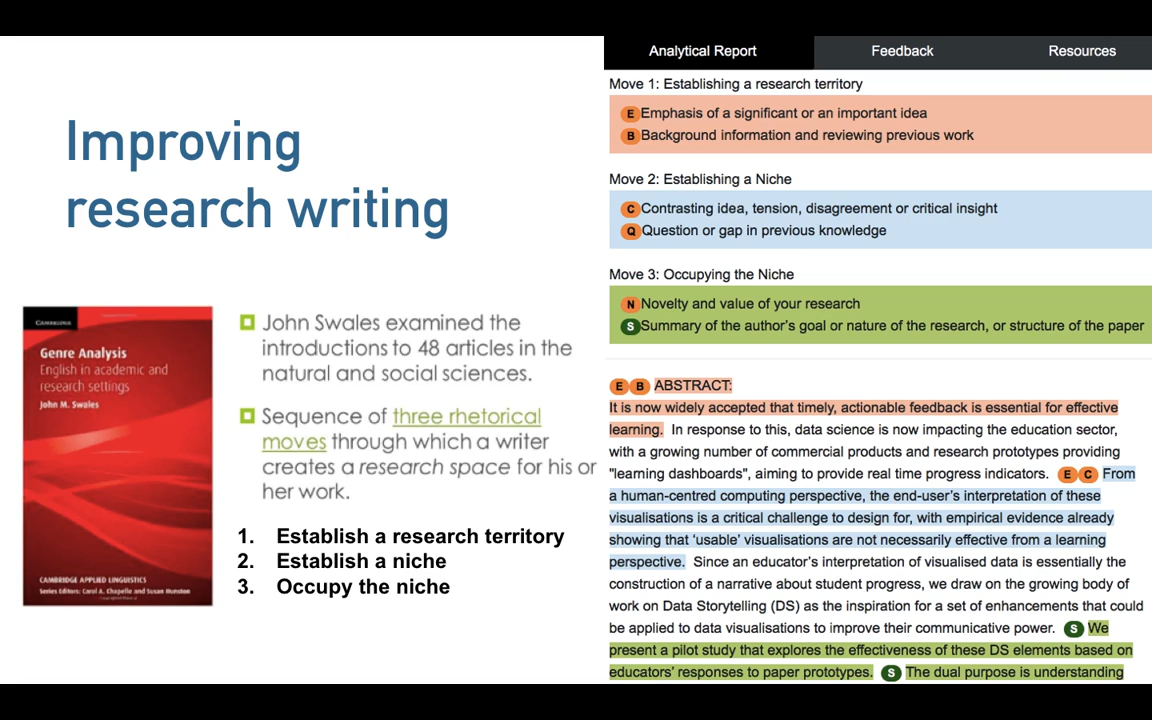 Improving
research writing
CAMBRIDGE
Genre Analysis
English in academic and
research settings
John M. Swales
CAMBRIDGE APPLIED LINGUISTICS
Series Editors: Carol A. Chapelle and Susan Hunston
John Swales examined the
introductions to 48 articles in the
natural and social sciences.
Sequence of three rhetorical
moves through which a writer
creates a research space for his or
her work.
1. Establish a research territory
2. Establish a niche
3. Occupy the niche
Analytical Report Feedback Resources
Move 1: Establishing a research territory
E Emphasis of a significant or an important idea
B Background information and reviewing previous work
Move 2: Establishing a Niche
C Contrasting idea, tension, disagreement or critical insight
Q Question or gap in previous knowledge
Move 3: Occupying the Niche
N Novelty and value of your research
S Summary of the author's goal or nature of the research, or structure of the paper
E B ABSTRACT:
It is now widely accepted that timely, actionable feedback is essential for effective
learning. In response to this, data science is now impacting the education sector,
with a growing number of commercial products and research prototypes providing
"learning dashboards", aiming to provide real time progress indicators. E C From
a human-centred computing perspective, the end-user's interpretation of these
visualisations is a critical challenge to design for, with empirical evidence already
showing that ‘usable’ visualisations are not necessarily effective from a learning
perspective. Since an educator's interpretation of visualised data is essentially the
construction of a narrative about student progress, we draw on the growing body of
work on Data Storytelling (DS) as the inspiration for a set of enhancements that could
be applied to data visualisations to improve their communicative power. S We
present a pilot study that explores the effectiveness of these DS elements based on
educators' responses to paper prototypes. S The dual purpose is understanding